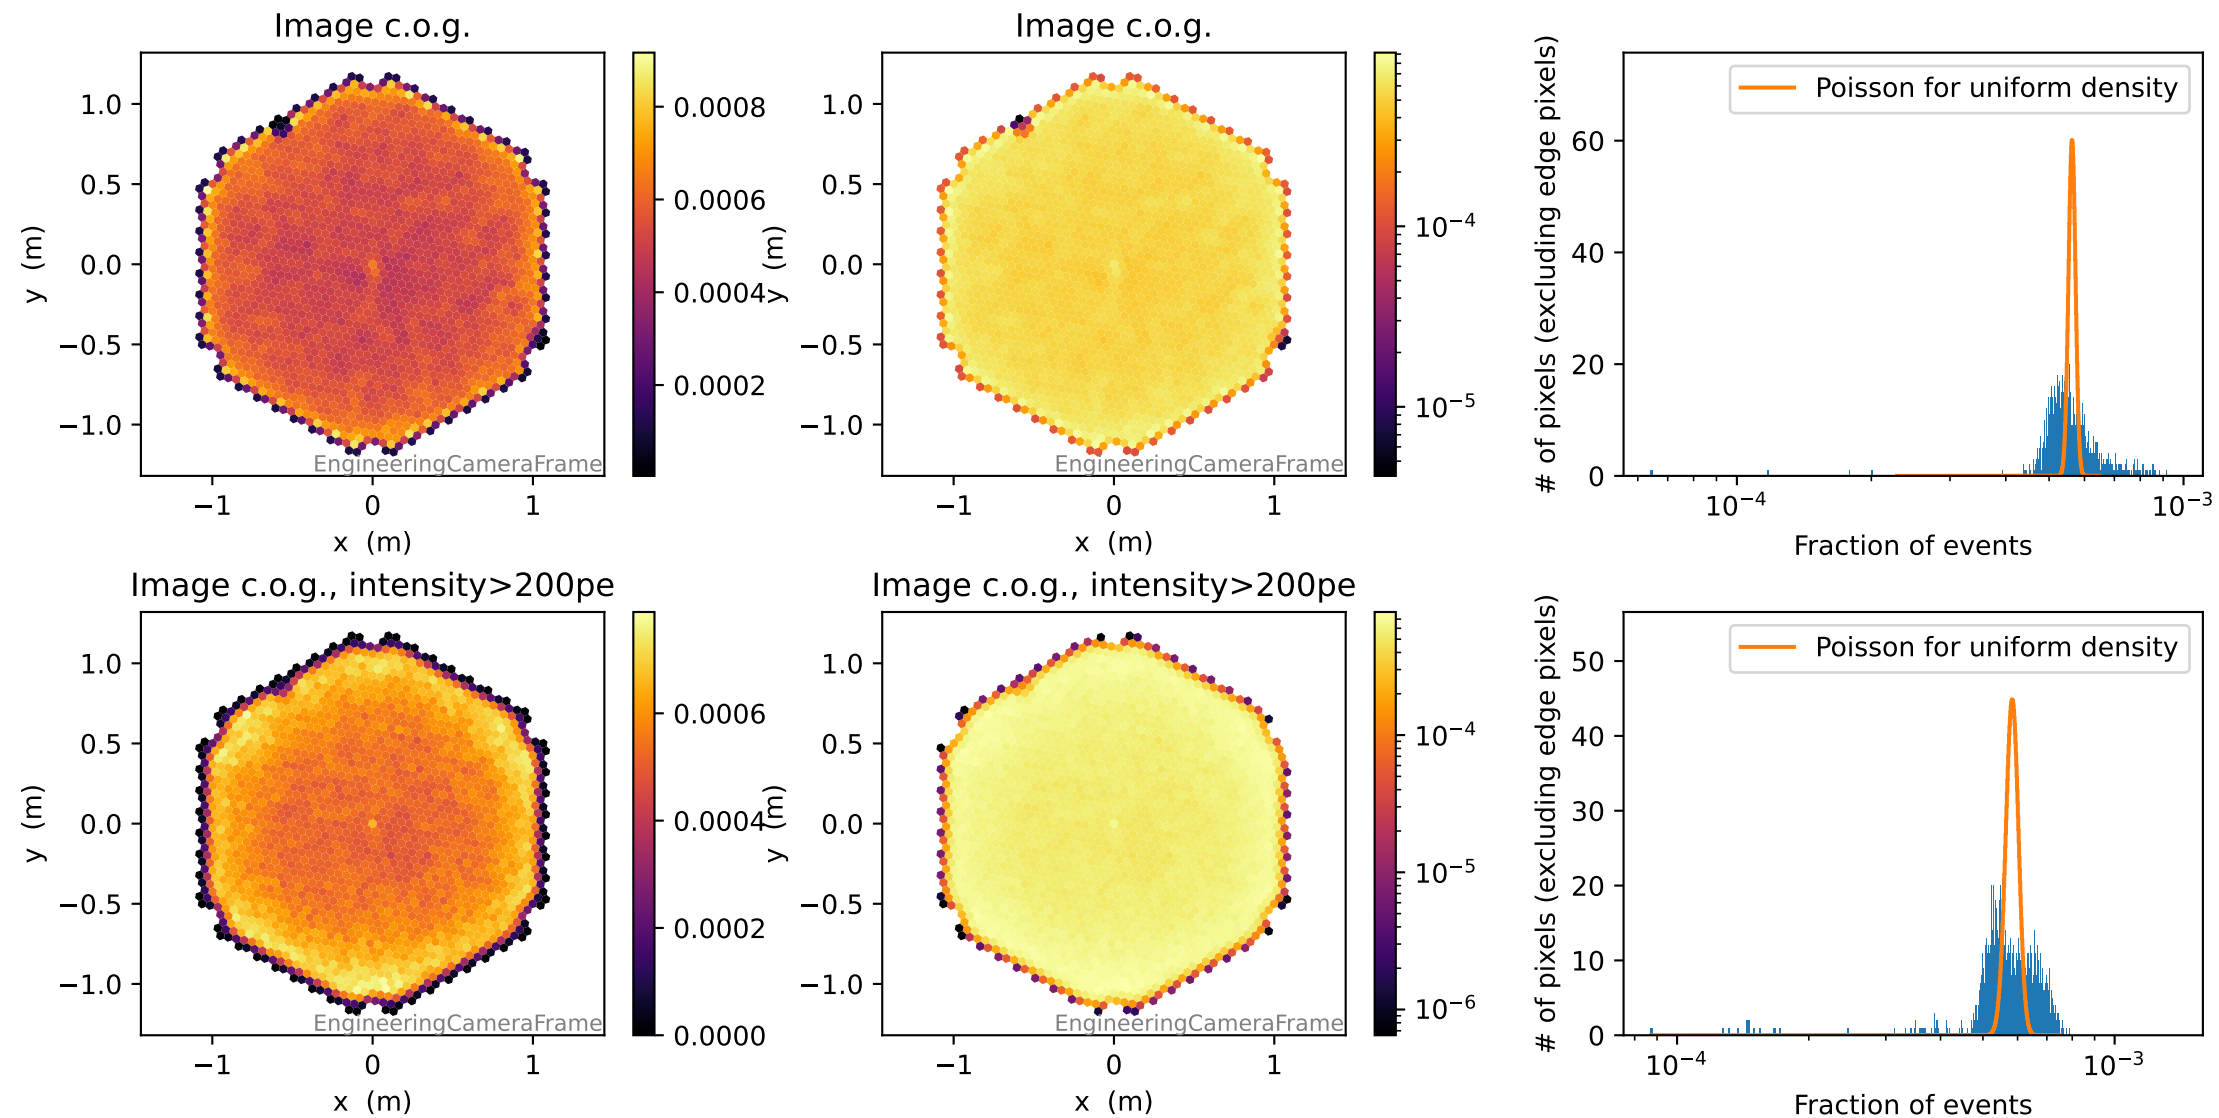 Image c.o.g.
1.0
0.5
0.0
−0.5
−1.0
y (m)
−1
0
1
x (m)
EngineeringCameraFrame
0.0008
0.0006
0.0004
0.0002
Image c.o.g.
1.0
0.5
0.0
−0.5
−1.0
y (m)
−1
0
1
x (m)
EngineeringCameraFrame
10⁻⁴
10⁻⁵
# of pixels (excluding edge pixels)
60
40
20
0
Poisson for uniform density
10⁻⁴
10⁻³
Fraction of events
Image c.o.g., intensity>200pe
1.0
0.5
0.0
−0.5
−1.0
y (m)
−1
0
1
x (m)
EngineeringCameraFrame
0.0006
0.0004
0.0002
0.0000
Image c.o.g., intensity>200pe
1.0
0.5
0.0
−0.5
−1.0
y (m)
−1
0
1
x (m)
EngineeringCameraFrame
10⁻⁴
10⁻⁵
10⁻⁶
# of pixels (excluding edge pixels)
50
40
30
20
10
0
Poisson for uniform density
10⁻⁴
10⁻³
Fraction of events